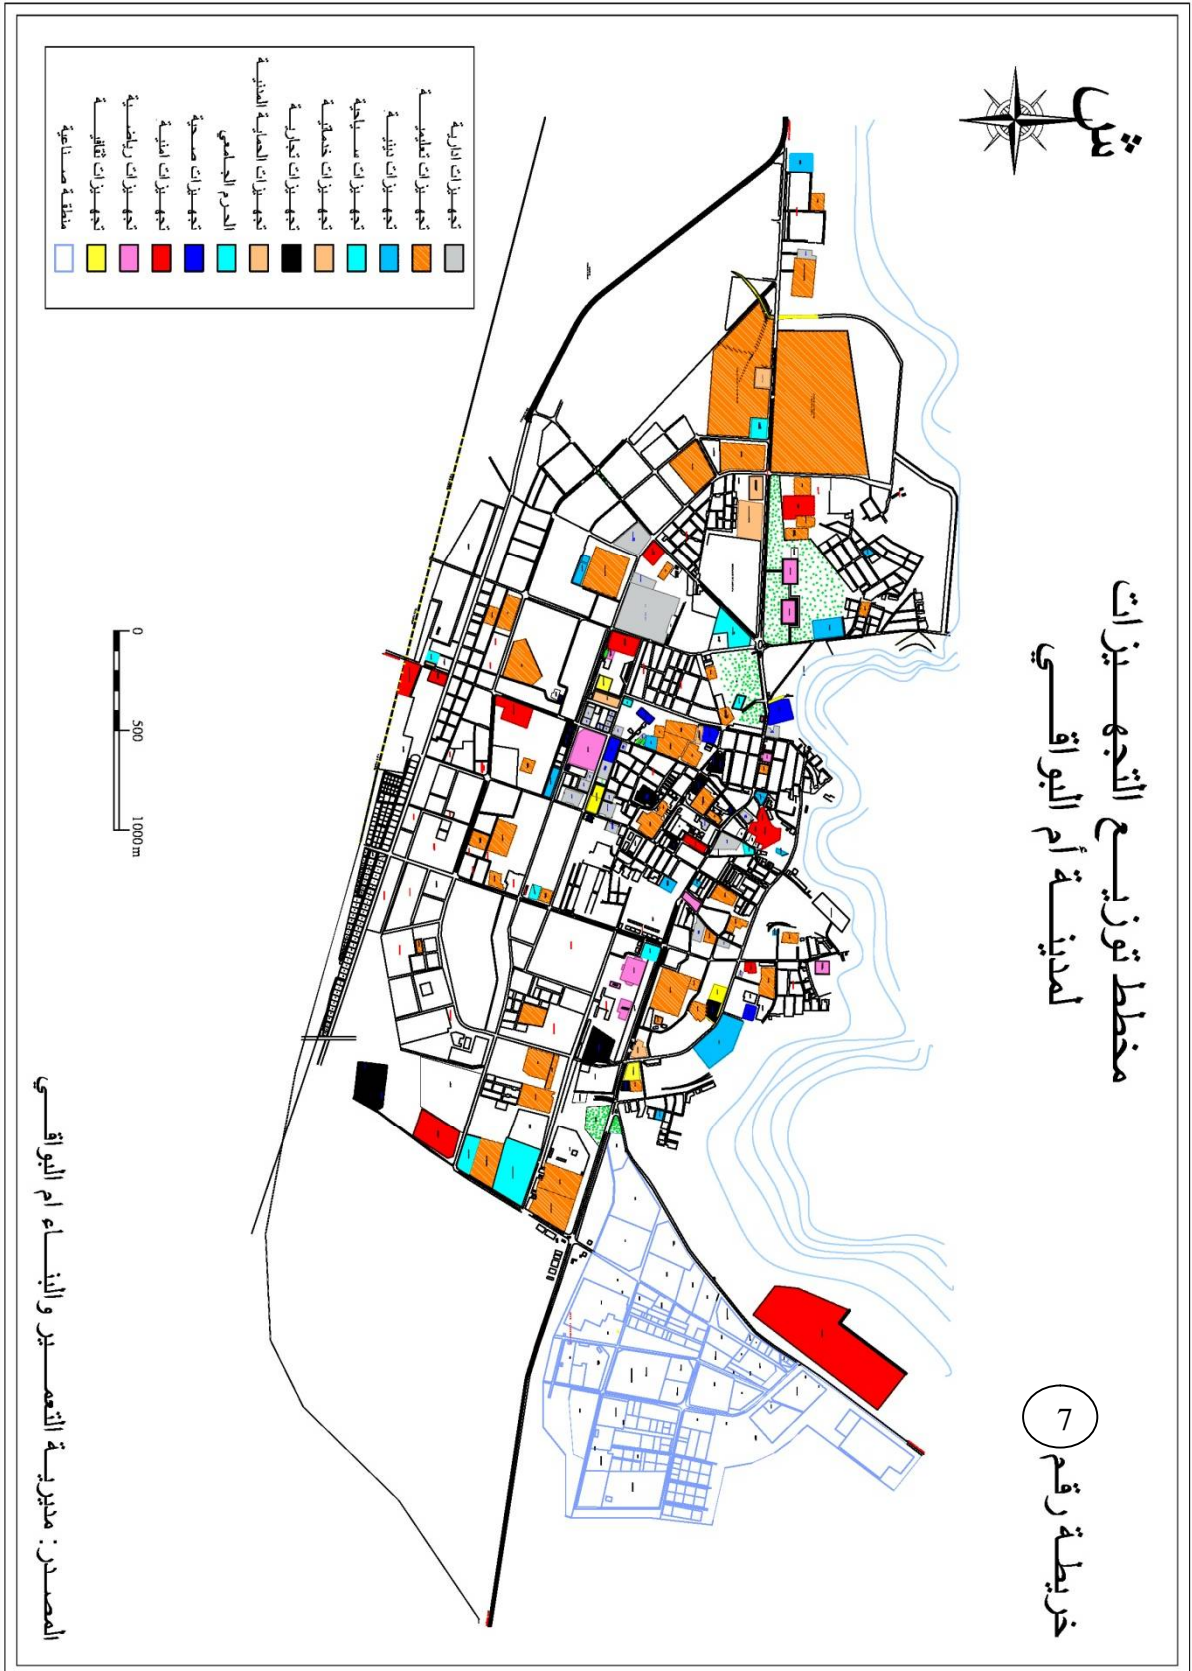 ش
خريطة رقم 7
مخطط توزيع التجهيزات
لمدينة أم البواقي
تجهيزات ادارية
تجهيزات تعليمية
تجهيزات دينية
تجهيزات سياحية
تجهيزات خدماتية
تجهيزات تجارية
تجهيزات الحماية المدنية
الحرم الجامعي
تجهيزات صحية
تجهيزات امنية
تجهيزات رياضية
تجهيزات ثقافية
منطقة صناعية
0 500 1000 m
المصدر: مديرية التعمير والبناء ام البواقي